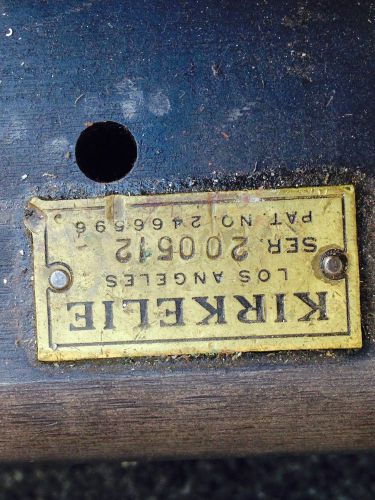 KIRKELIE
LOS ANGELES
SER. 200512
PAT. NO. 2466596